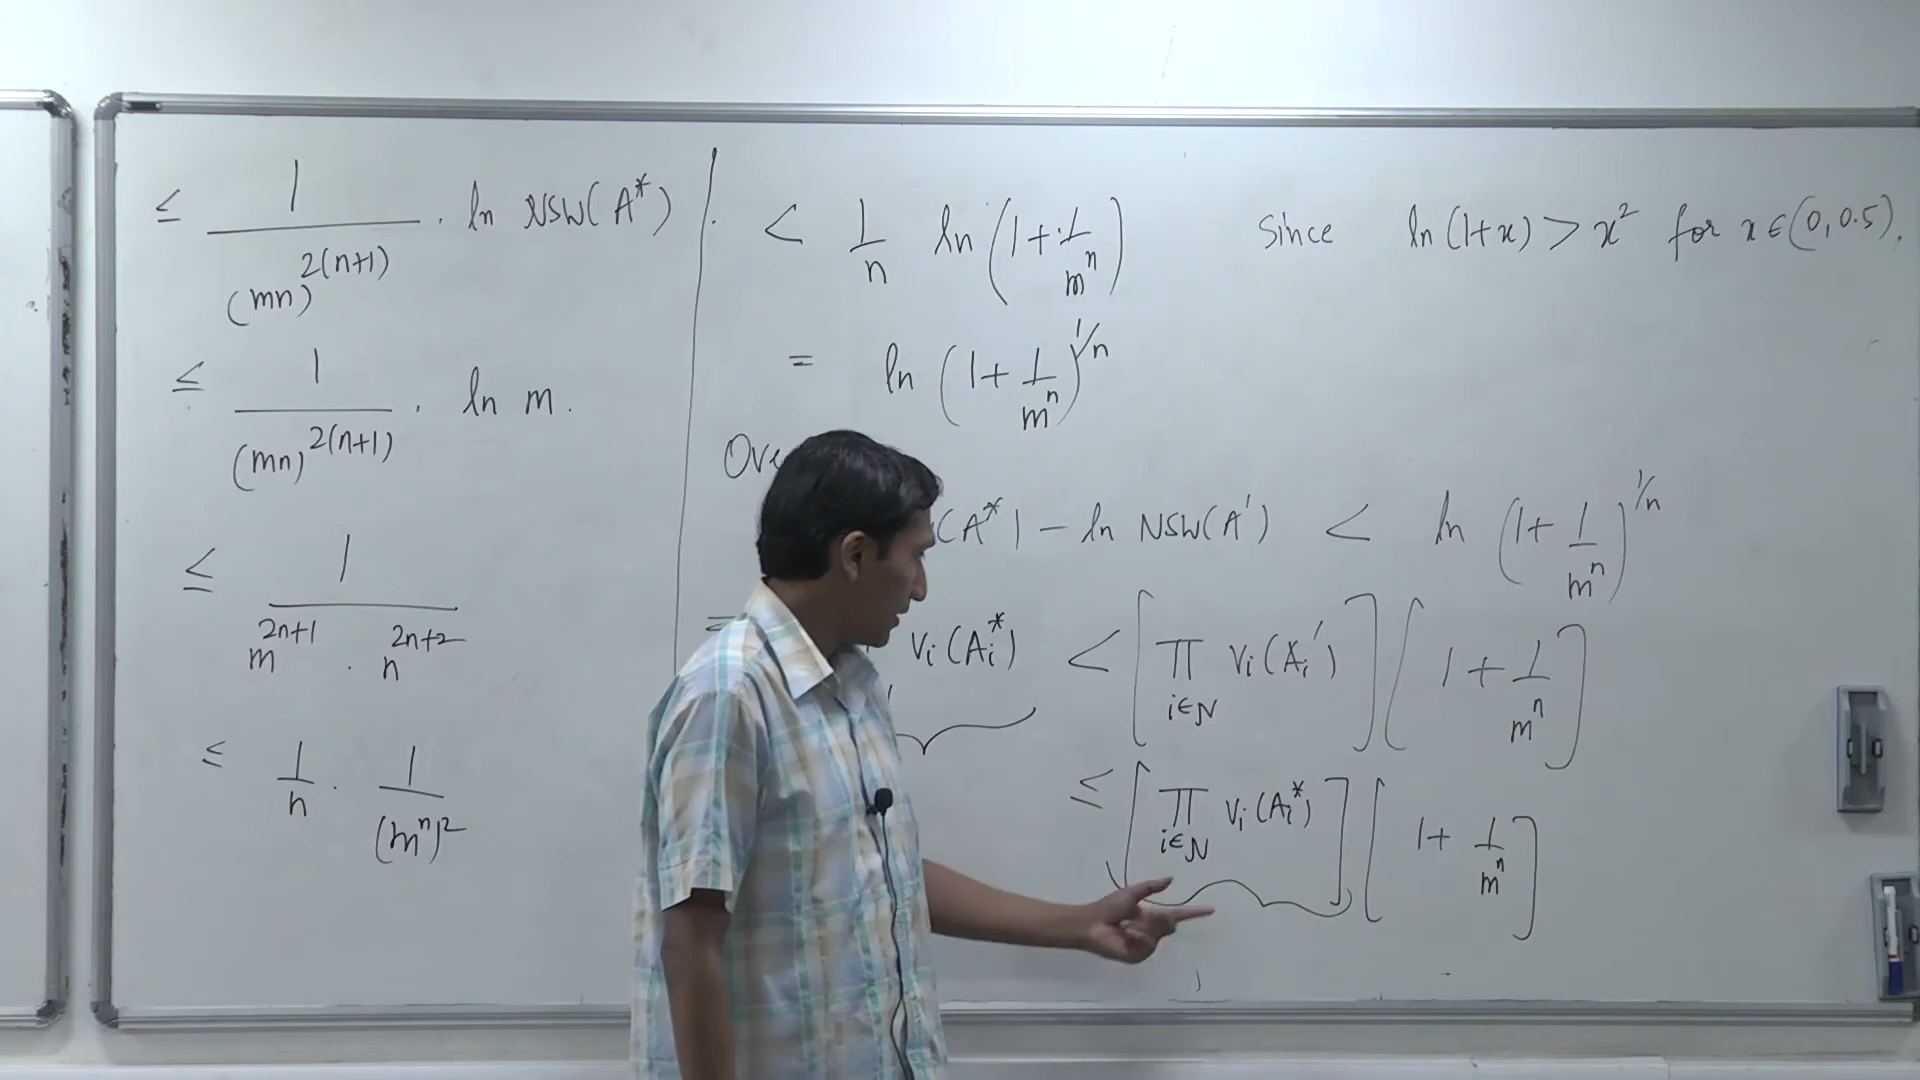 ≤ 1/(mn)^{2(n+1)} . ln NSW(A*) .
≤ 1/(mn)^{2(n+1)} . ln m .
≤ 1/(m^{2n+1} . n^{2n+2})
≤ 1/n . 1/(m^n)^2
< 1/n ln (1 + 1/m^n) Since ln (1+x) > x^2 for x ∈ (0, 0.5).
= ln (1 + 1/m^n)^{1/n}
(A*) - ln NSW(A') < ln (1 + 1/m^n)^{1/n}
v_i (A_i*) < [∏_{i∈N} v_i (A_i')] [1 + 1/m^n]
≤ [∏_{i∈N} v_i (A_i*)] [1 + 1/m^n]